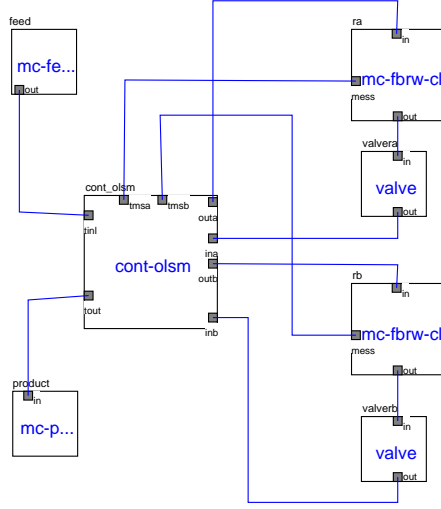 feed
mc-fe...
out
ra
in
mc-fbrw-cl
mess
out
valvera
in
valve
out
cont_olsm
tmsa
tmsb
outa
tinl
ina
cont-olsm
outb
tout
inb
rb
in
mc-fbrw-cl
mess
out
product
in
mc-p...
valverb
in
valve
out